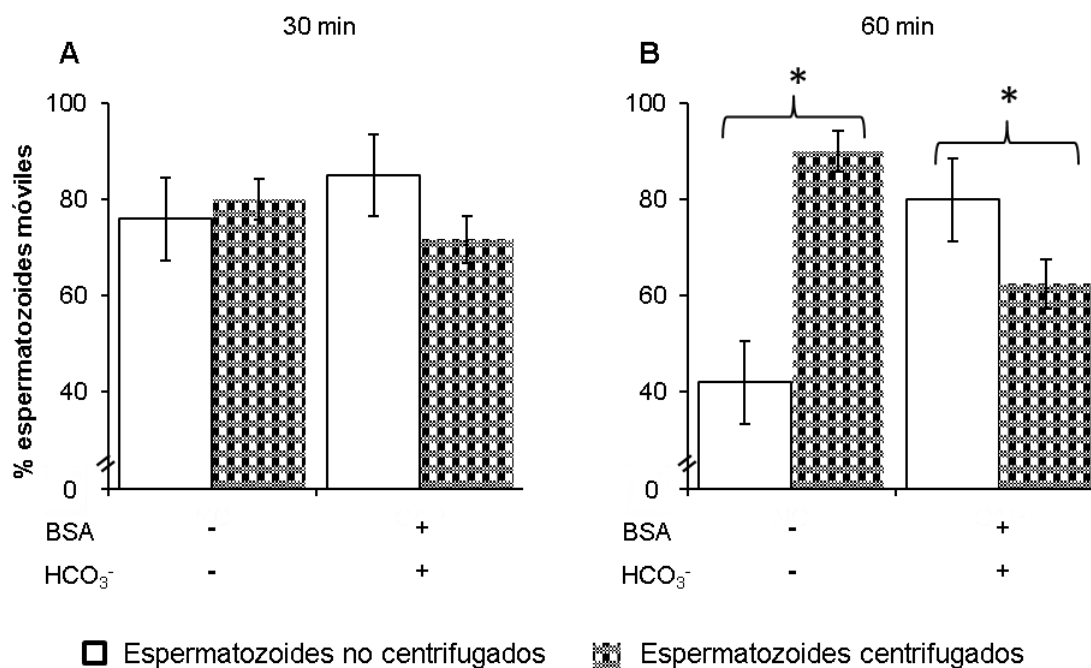 30 min
60 min
A
B
*
*
% espermatozoides móviles
100
80
60
40
0
100
80
60
40
0
BSA - +
HCO₃⁻ - +
BSA - +
HCO₃⁻ - +
Espermatozoides no centrifugados
Espermatozoides centrifugados